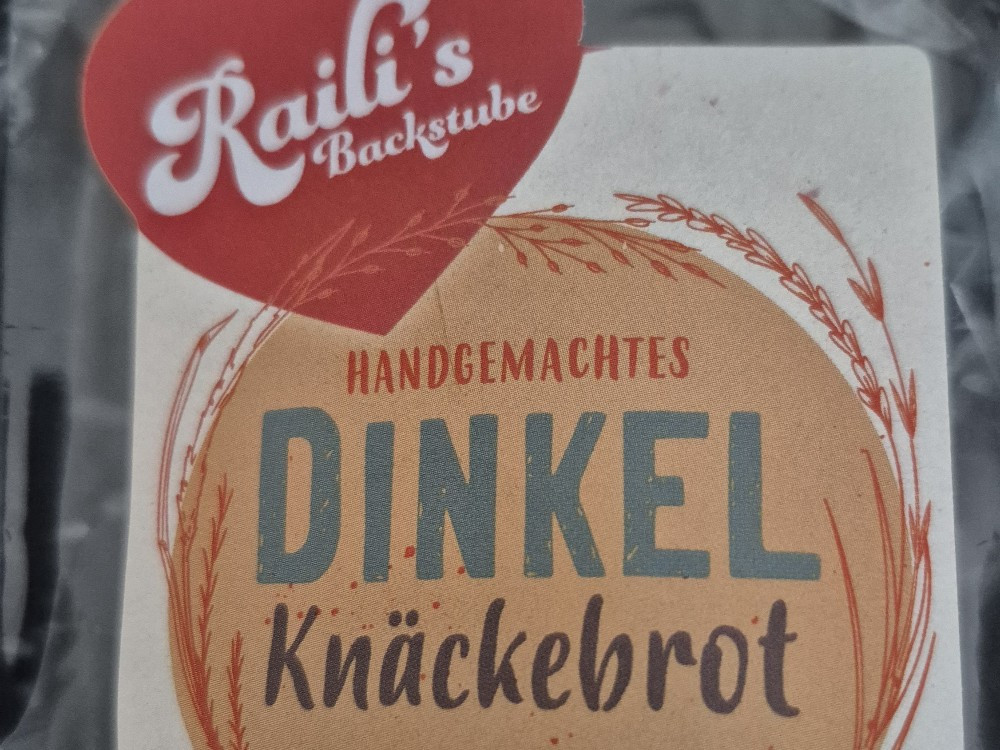 Raili's
Backstube
HANDGEMACHTES
DINKEL
Knäckebrot